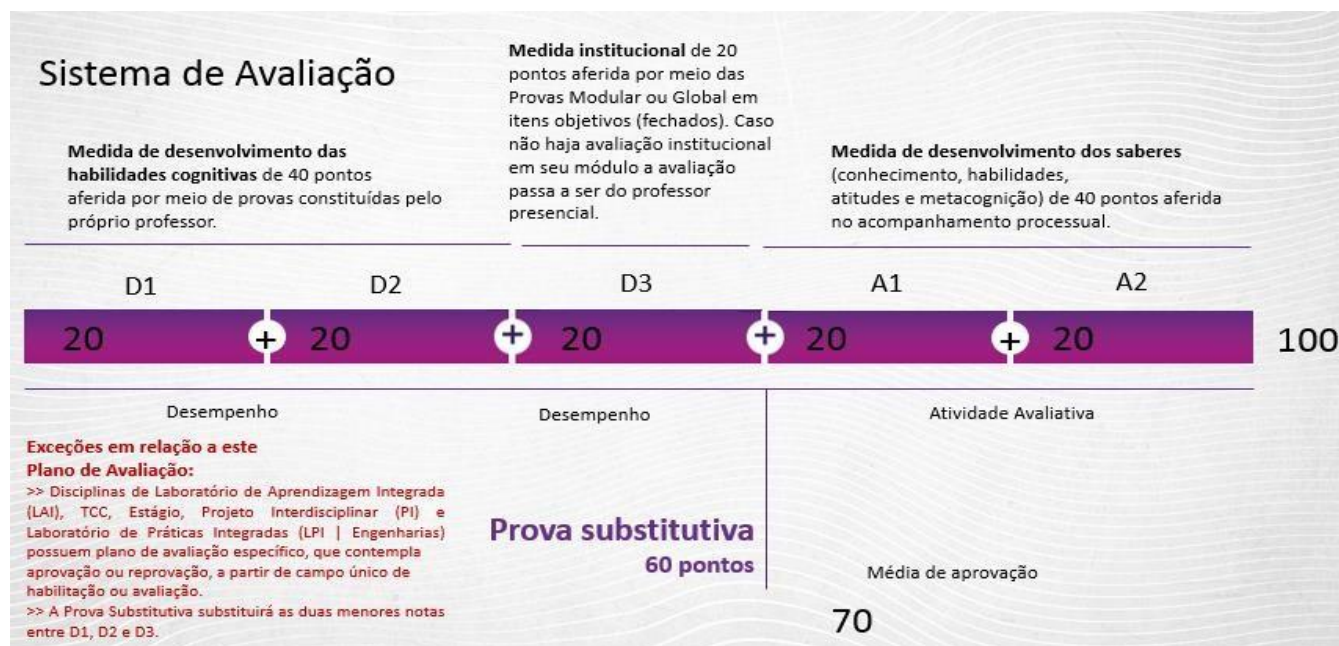 Sistema de Avaliação
Medida de desenvolvimento das
habilidades cognitivas de 40 pontos
aferida por meio de provas constituídas pelo
próprio professor.
Medida institucional de 20
pontos aferida por meio das
Provas Modular ou Global em
itens objetivos (fechados). Caso
não haja avaliação institucional
em seu módulo a avaliação
passa a ser do professor
presencial.
Medida de desenvolvimento dos saberes
(conhecimento, habilidades,
atitudes e metacognição) de 40 pontos aferida
no acompanhamento processual.
D1 D2 D3 A1 A2
20 + 20 + 20 + 20 + 20 100
Desempenho Desempenho Atividade Avaliativa
Exceções em relação a este
Plano de Avaliação:
>> Disciplinas de Laboratório de Aprendizagem Integrada
(LAI), TCC, Estágio, Projeto Interdisciplinar (PI) e
Laboratório de Práticas Integradas (LPI | Engenharias)
possuem plano de avaliação específico, que contempla
aprovação ou reprovação, a partir de campo único de
habilitação ou avaliação.
>> A Prova Substitutiva substituirá as duas menores notas
entre D1, D2 e D3.
Prova substitutiva
60 pontos
Média de aprovação
70